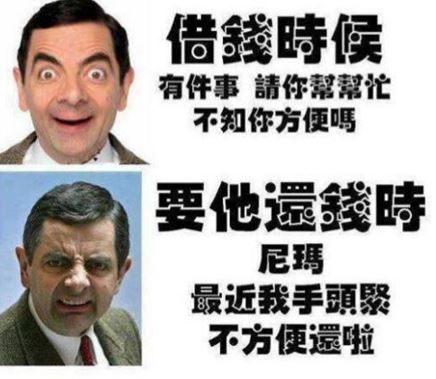 借錢時候
有件事 請你幫幫忙
不知你方便嗎
要他還錢時
尼瑪
最近我手頭緊
不方便還啦